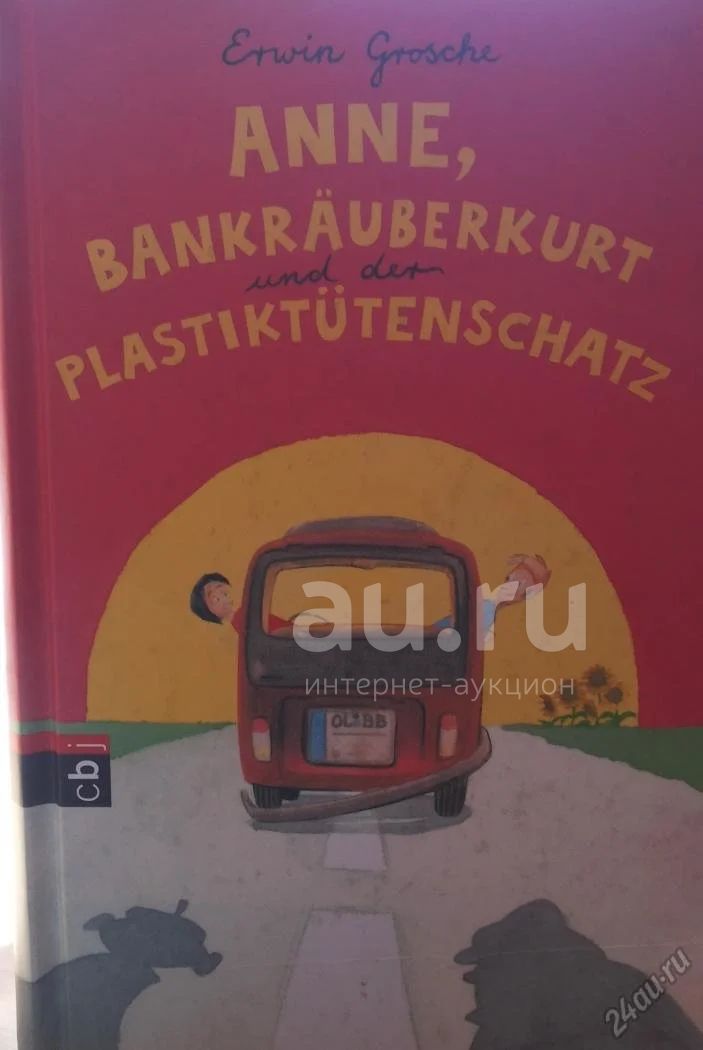 Erwin Grosche
ANNE,
BANKRÄUBERKURT
und der
PLASTIKTÜTENSCHATZ
au.ru
интернет-аукцион
OL BB
cbj
24au.ru